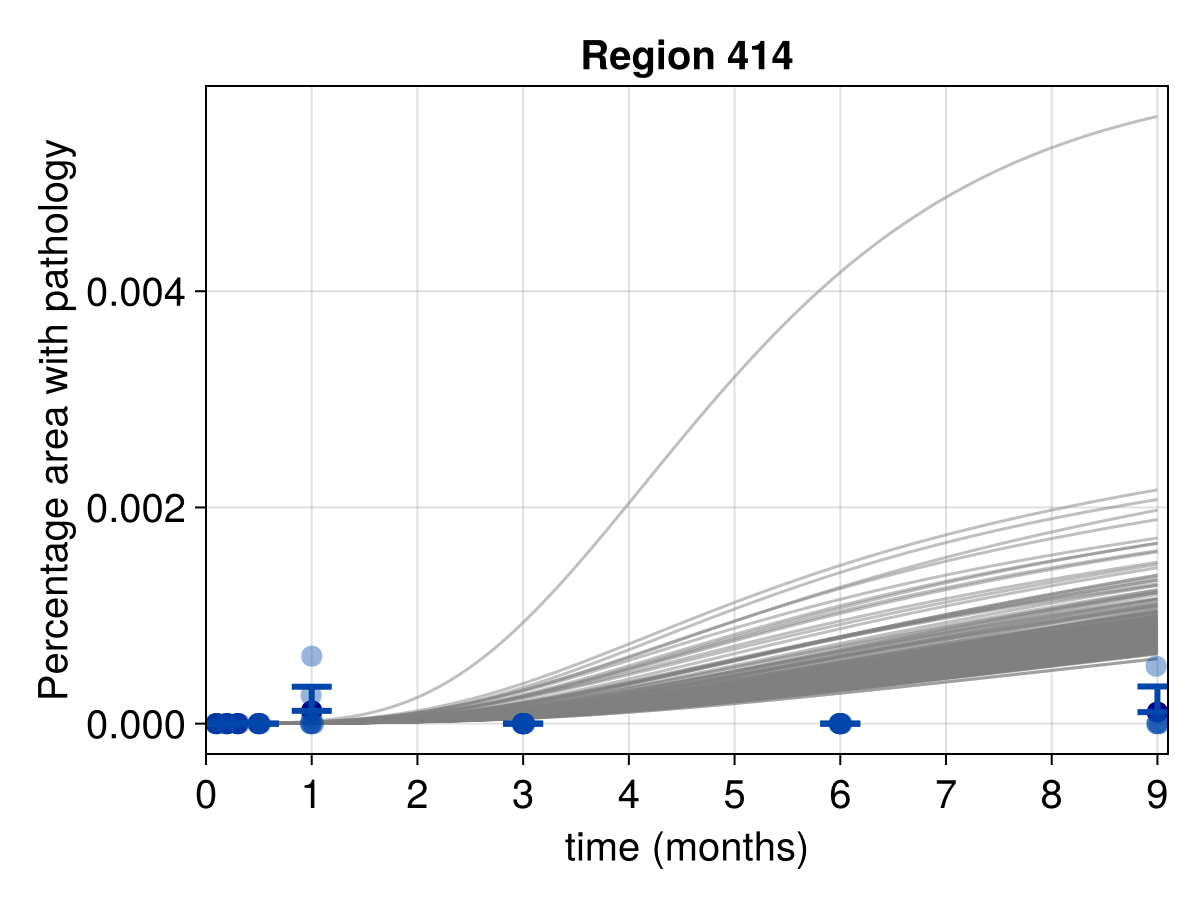 Region 414
Percentage area with pathology
0.004
0.002
0.000
0 1 2 3 4 5 6 7 8 9
time (months)